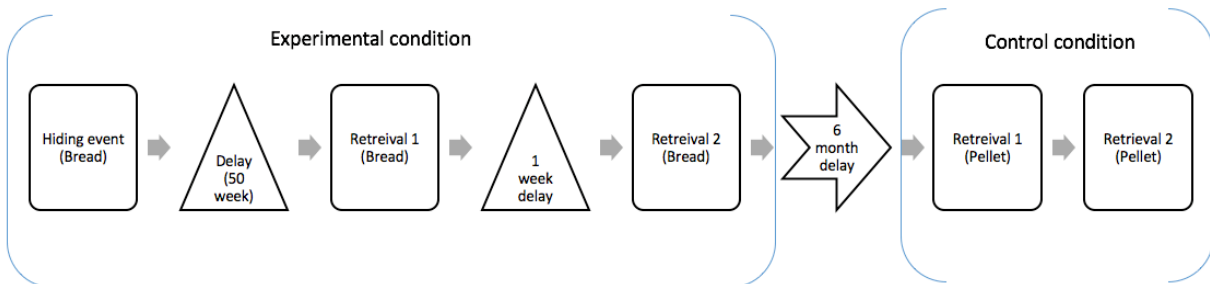 Experimental condition
Control condition
Hiding event
(Bread)
Delay
(50
week)
Retreival 1
(Bread)
1
week
delay
Retreival 2
(Bread)
6
month
delay
Retreival 1
(Pellet)
Retrieval 2
(Pellet)